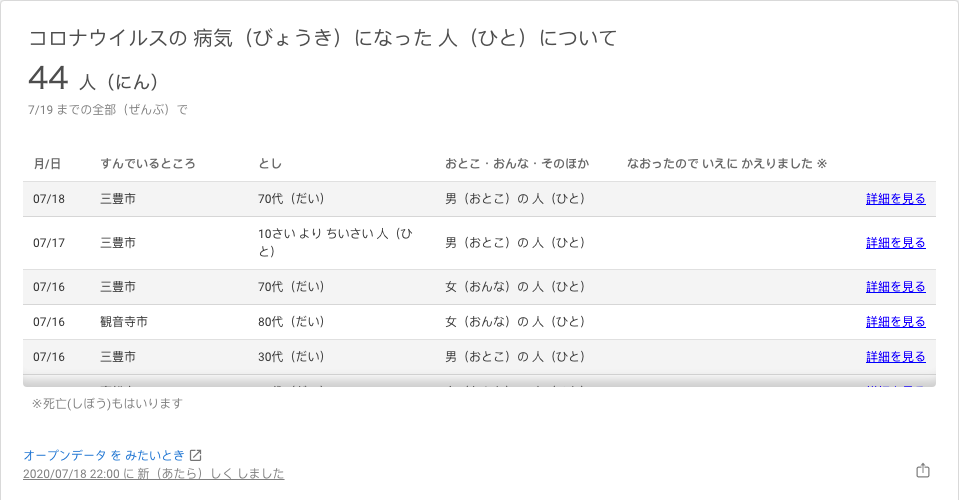 コロナウイルスの 病気（びょうき）になった 人（ひと）について
44 人（にん）
7/19 までの全部（ぜんぶ）で
月/日 すんでいるところ とし おとこ・おんな・そのほか なおったので いえに かえりました ※
07/18 三豊市 70代（だい） 男（おとこ）の 人（ひと） 詳細を見る
07/17 三豊市 10さい より ちいさい 人（ひと） 男（おとこ）の 人（ひと） 詳細を見る
07/16 三豊市 70代（だい） 女（おんな）の 人（ひと） 詳細を見る
07/16 観音寺市 80代（だい） 女（おんな）の 人（ひと） 詳細を見る
07/16 三豊市 30代（だい） 男（おとこ）の 人（ひと） 詳細を見る
※死亡(しぼう)もはいります
オープンデータ を みたいとき
2020/07/18 22:00 に 新（あたら）しく しました